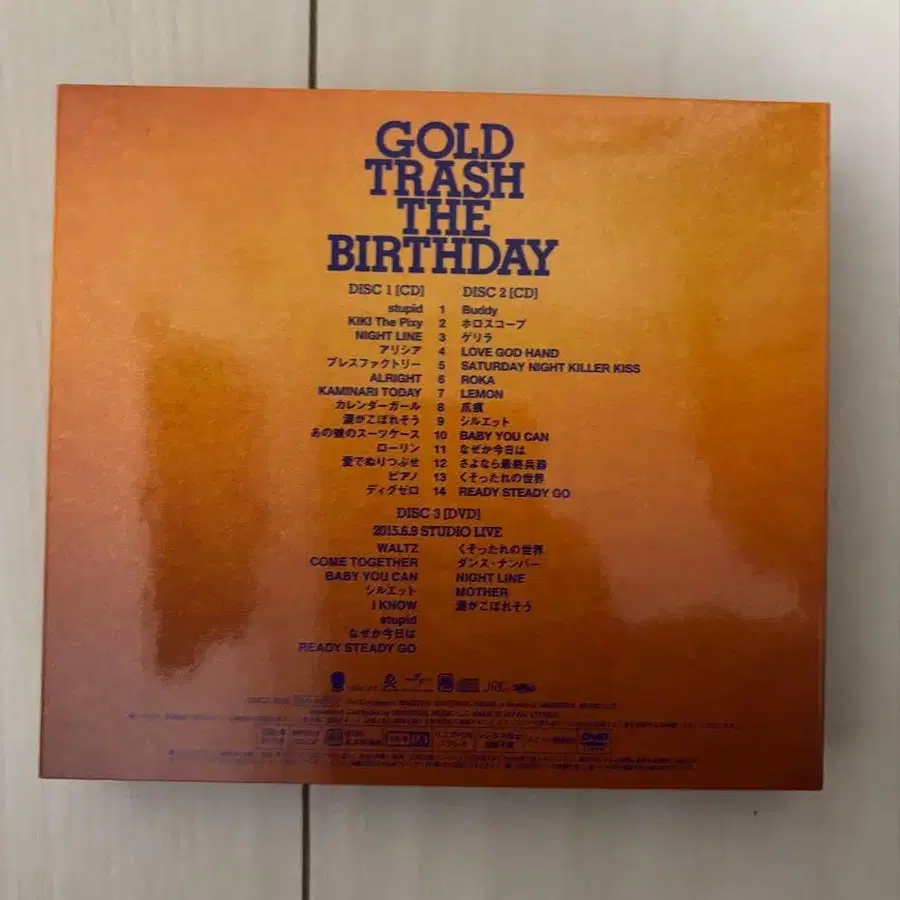 GOLD
TRASH
THE
BIRTHDAY
DISC 1 [CD] DISC 2 [CD]
stupid 1 Buddy
KIKI The Pixy 2 ホロスコープ
NIGHT LINE 3 ゲリラ
アリシア 4 LOVE GOD HAND
プレスファクトリー 5 SATURDAY NIGHT KILLER KISS
ALRIGHT 6 ROKA
KAMINARI TODAY 7 LEMON
カレンダーガール 8 爪痕
涙がこぼれそう 9 シルエット
あの娘のスーツケース 10 BABY YOU CAN
ローリン 11 なぜか今日は
愛でぬりつぶせ 12 さよなら最終兵器
ピアノ 13 くそったれの世界
ディグゼロ 14 READY STEADY GO
DISC 3 [DVD]
2015.6.9 STUDIO LIVE
WALTZ くそったれの世界
COME TOGETHER ダンス・ナンバー
BABY YOU CAN NIGHT LINE
シルエット MOTHER
I KNOW 涙がこぼれそう
stupid
なぜか今日は
READY STEADY GO